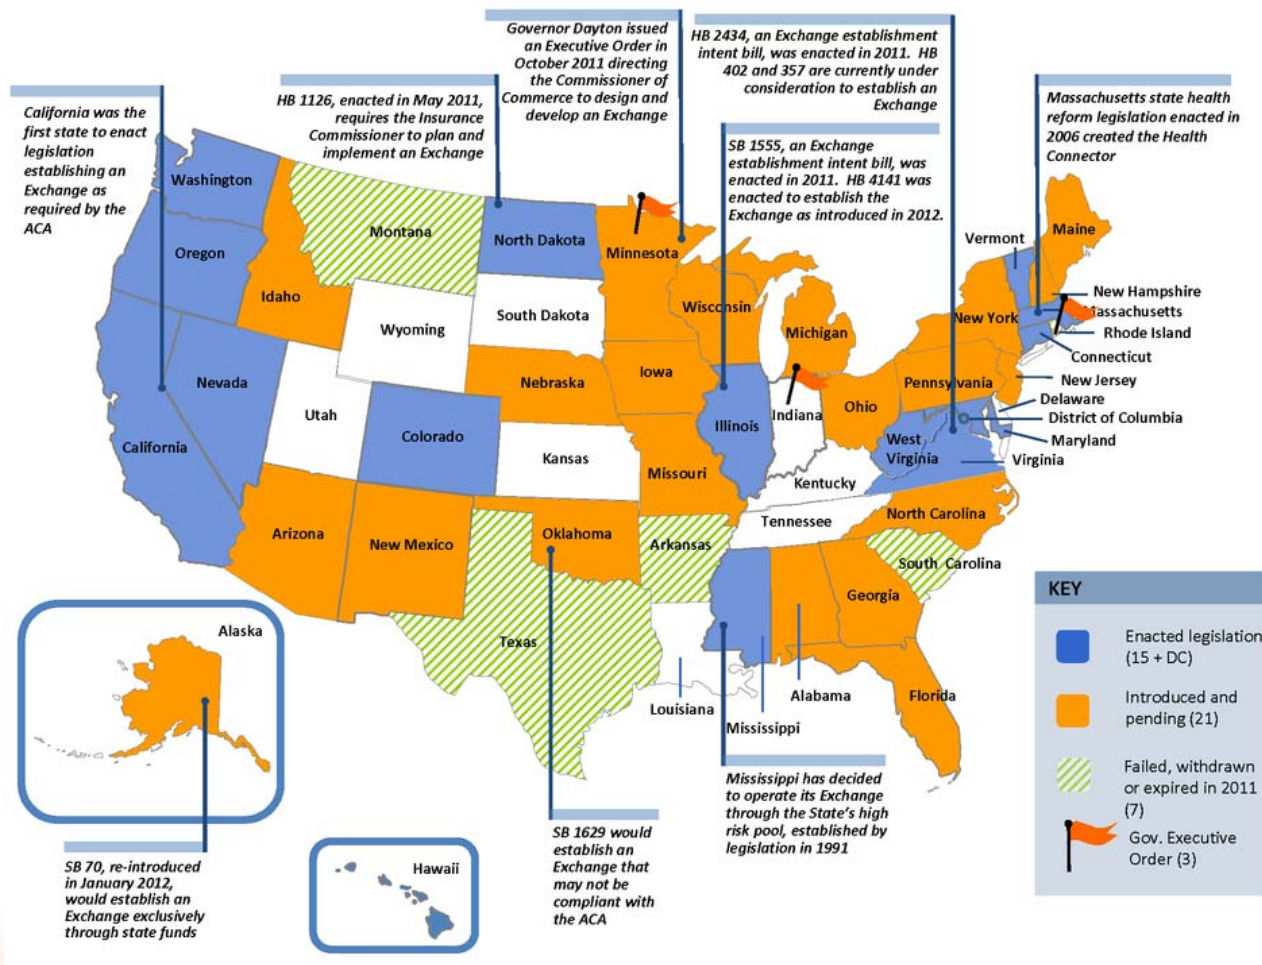 Governor Dayton issued
an Executive Order in
October 2011 directing
the Commissioner of
Commerce to design and
develop an Exchange
HB 2434, an Exchange establishment
intent bill, was enacted in 2011. HB
402 and 357 are currently under
consideration to establish an
Exchange
California was the
first state to enact
legislation
establishing an
Exchange as
required by the
ACA
HB 1126, enacted in May 2011,
requires the Insurance
Commissioner to plan and
implement an Exchange
SB 1555, an Exchange
establishment intent bill, was
enacted in 2011. HB 4141 was
enacted to establish the
Exchange as introduced in 2012.
Massachusetts state health
reform legislation enacted in
2006 created the Health
Connector
Washington
Oregon
Montana
North Dakota
Minnesota
Idaho
Wyoming
South Dakota
Wisconsin
Michigan
Vermont
Maine
New Hampshire
Massachusetts
Rhode Island
Connecticut
New York
Pennsylvania
New Jersey
Delaware
District of Columbia
Maryland
Virginia
West
Virginia
Nevada
California
Utah
Colorado
Nebraska
Iowa
Illinois
Indiana
Ohio
Kansas
Missouri
Kentucky
Tennessee
North Carolina
South Carolina
Arizona
New Mexico
Oklahoma
Arkansas
Georgia
Texas
Louisiana
Mississippi
Alabama
Florida
Alaska
Hawaii
SB 70, re-introduced
in January 2012,
would establish an
Exchange exclusively
through state funds
SB 1629 would
establish an
Exchange that
may not be
compliant with
the ACA
Mississippi has decided
to operate its Exchange
through the State's high
risk pool, established by
legislation in 1991
KEY
Enacted legislation
(15 + DC)
Introduced and
pending (21)
Failed, withdrawn
or expired in 2011
(7)
Gov. Executive
Order (3)